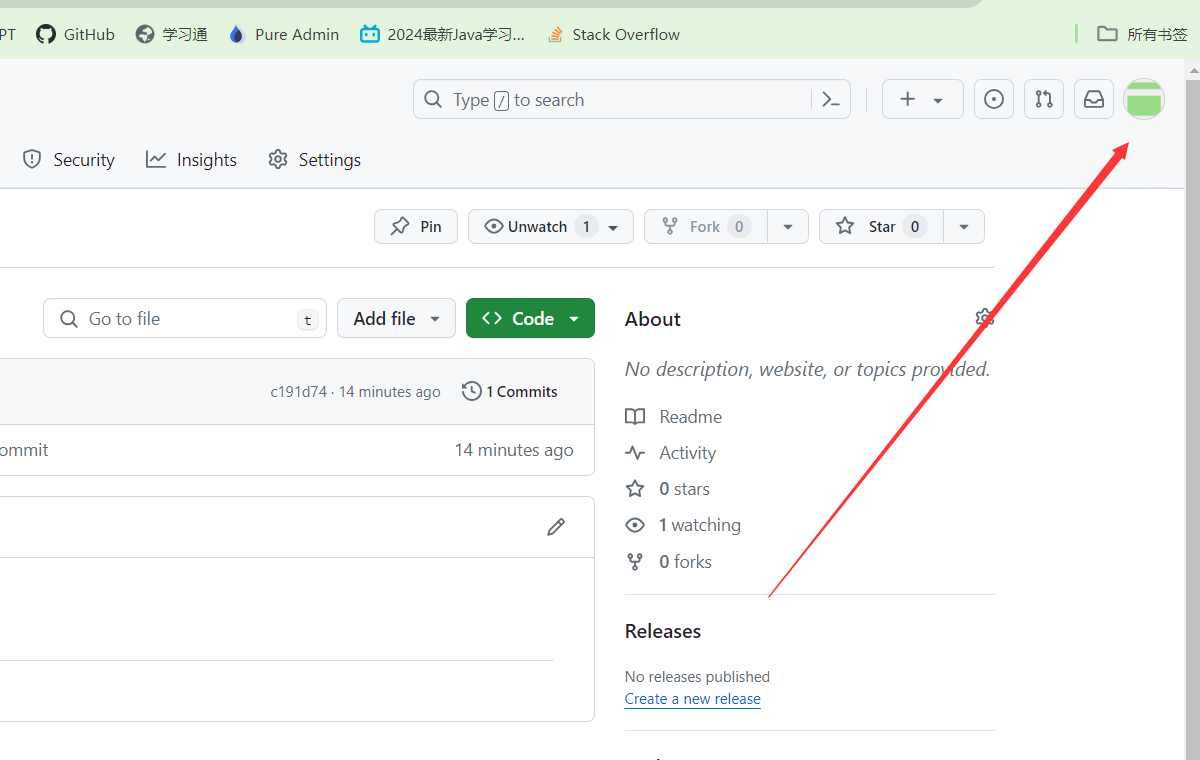 PT GitHub 学习通 Pure Admin 2024最新Java学习... Stack Overflow 所有书签
Type / to search
Security Insights Settings
Pin Unwatch 1 Fork 0 Star 0
Go to file t Add file Code
About
No description, website, or topics provided.
c191d74 · 14 minutes ago 1 Commits
ommit 14 minutes ago
Readme
Activity
0 stars
1 watching
0 forks
Releases
No releases published
Create a new release